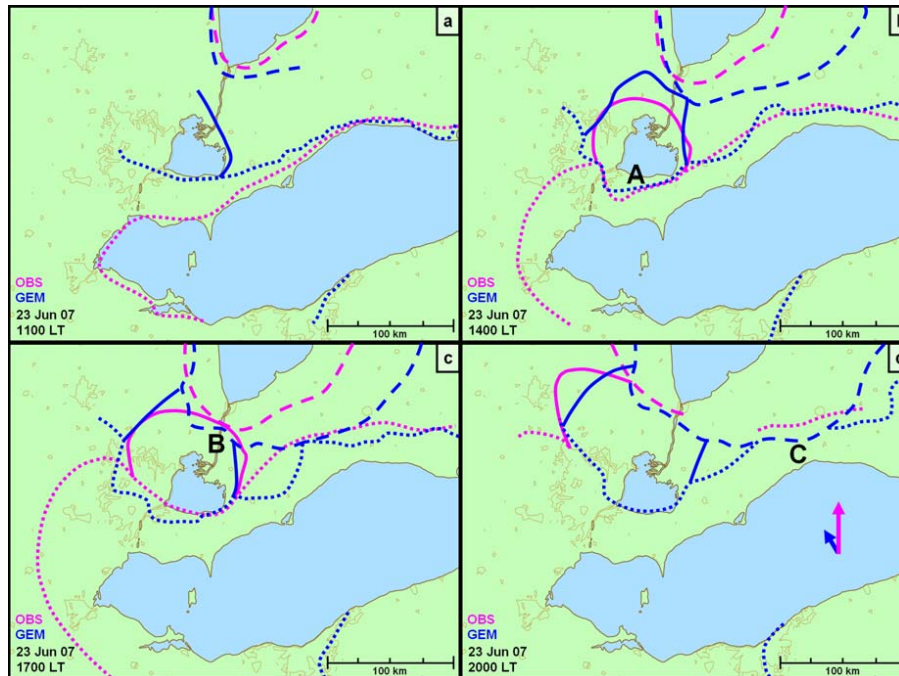 a
OBS
GEM
23 Jun 07
1100 LT
100 km
A
OBS
GEM
23 Jun 07
1400 LT
100 km
c
B
OBS
GEM
23 Jun 07
1700 LT
100 km
C
OBS
GEM
23 Jun 07
2000 LT
100 km